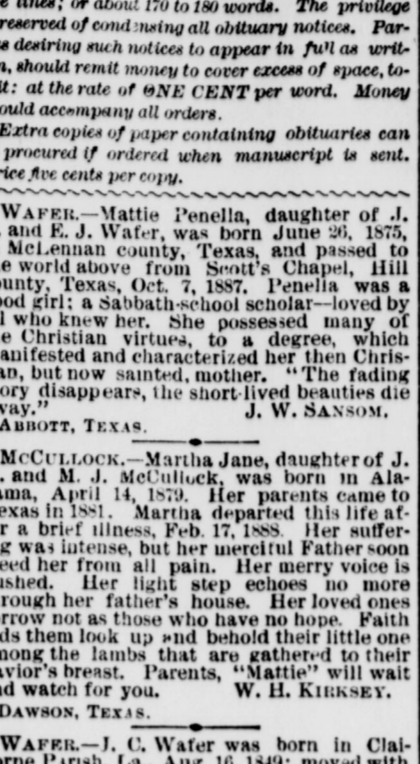 e lines; or about 170 to 180 words. The privilege
reserved of condensing all obituary notices. Par-
s desiring such notices to appear in full as writ-
n, should remit money to cover excess of space, to-
it: at the rate of ONE CENT per word. Money
ould accompany all orders.
Extra copies of paper containing obituaries can
procured if ordered when manuscript is sent.
rice five cents per copy.
WAFER.—Mattie Penella, daughter of J.
. and E. J. Wafer, was born June 26, 1875,
McLennan county, Texas, and passed to
e world above from Scott's Chapel, Hill
unty, Texas, Oct. 7, 1887. Penella was a
ood girl; a Sabbath-school scholar—loved by
l who knew her. She possessed many of
e Christian virtues, to a degree, which
anifested and characterized her then Chris-
an, but now sainted, mother. "The fading
ory disappears, the short-lived beauties die
way." J. W. SANSOM.
ABBOTT, TEXAS.
MCCULLOCK.—Martha Jane, daughter of J.
. and M. J. McCullock, was born in Ala-
ama, April 14, 1879. Her parents came to
exas in 1881. Martha departed this life af-
r a brief illness, Feb. 17, 1888. Her suffer-
g was intense, but her merciful Father soon
eed her from all pain. Her merry voice is
ushed. Her light step echoes no more
rough her father's house. Her loved ones
rrow not as those who have no hope. Faith
ds them look up and behold their little one
mong the lambs that are gathered to their
avior's breast. Parents, "Mattie" will wait
nd watch for you. W. H. KIRKSEY.
DAWSON, TEXAS.
WAFER.—J. C. Wafer was born in Clai-
orne Parish, La., Aug. 16, 1849; moved with